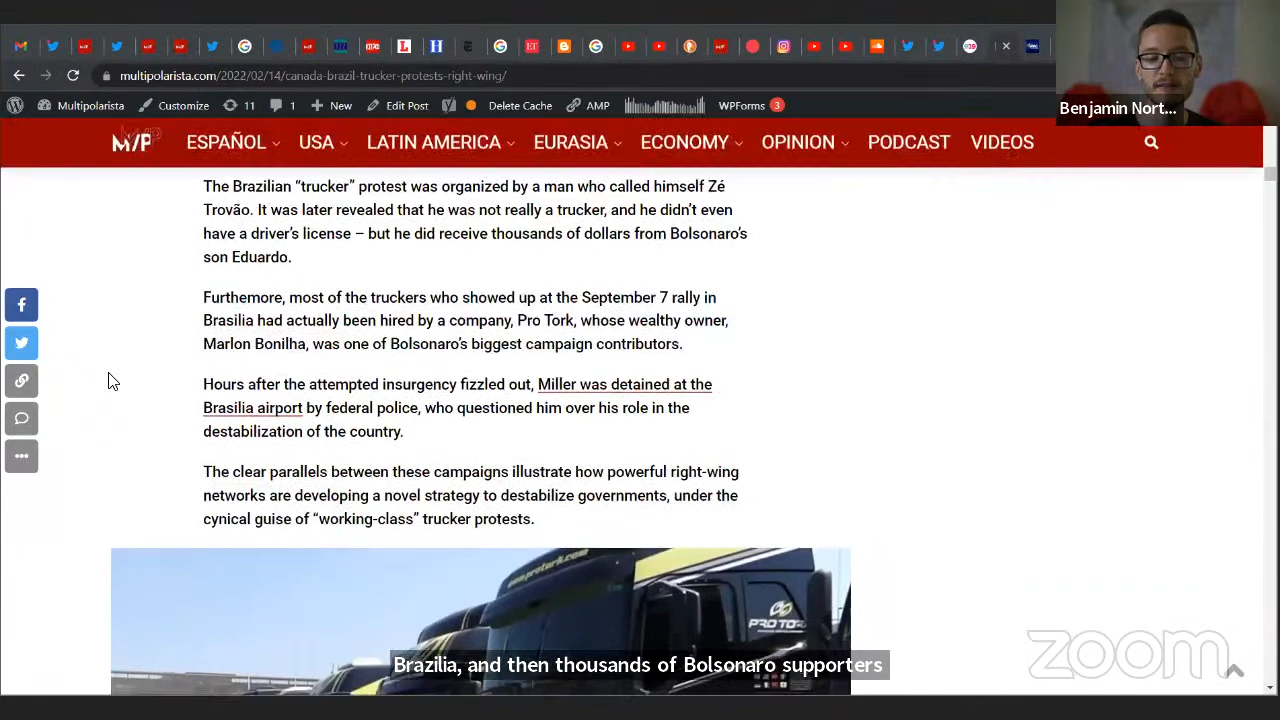 Benjamin Nort...
multipolarista.com/2022/02/14/canada-brazil-trucker-protests-right-wing/
Multipolarista Customize 11 1 New Edit Post Delete Cache AMP WPForms 3
M/P ESPAÑOL USA LATIN AMERICA EURASIA ECONOMY OPINION PODCAST VIDEOS
The Brazilian “trucker” protest was organized by a man who called himself Zé
Trovão. It was later revealed that he was not really a trucker, and he didn’t even
have a driver’s license – but he did receive thousands of dollars from Bolsonaro’s
son Eduardo.
Furthemore, most of the truckers who showed up at the September 7 rally in
Brasilia had actually been hired by a company, Pro Tork, whose wealthy owner,
Marlon Bonilha, was one of Bolsonaro’s biggest campaign contributors.
Hours after the attempted insurgency fizzled out, Miller was detained at the
Brasilia airport by federal police, who questioned him over his role in the
destabilization of the country.
The clear parallels between these campaigns illustrate how powerful right-wing
networks are developing a novel strategy to destabilize governments, under the
cynical guise of “working-class” trucker protests.
www.protork.com
PRO TORK
Brazilia, and then thousands of Bolsonaro supporters
zoom